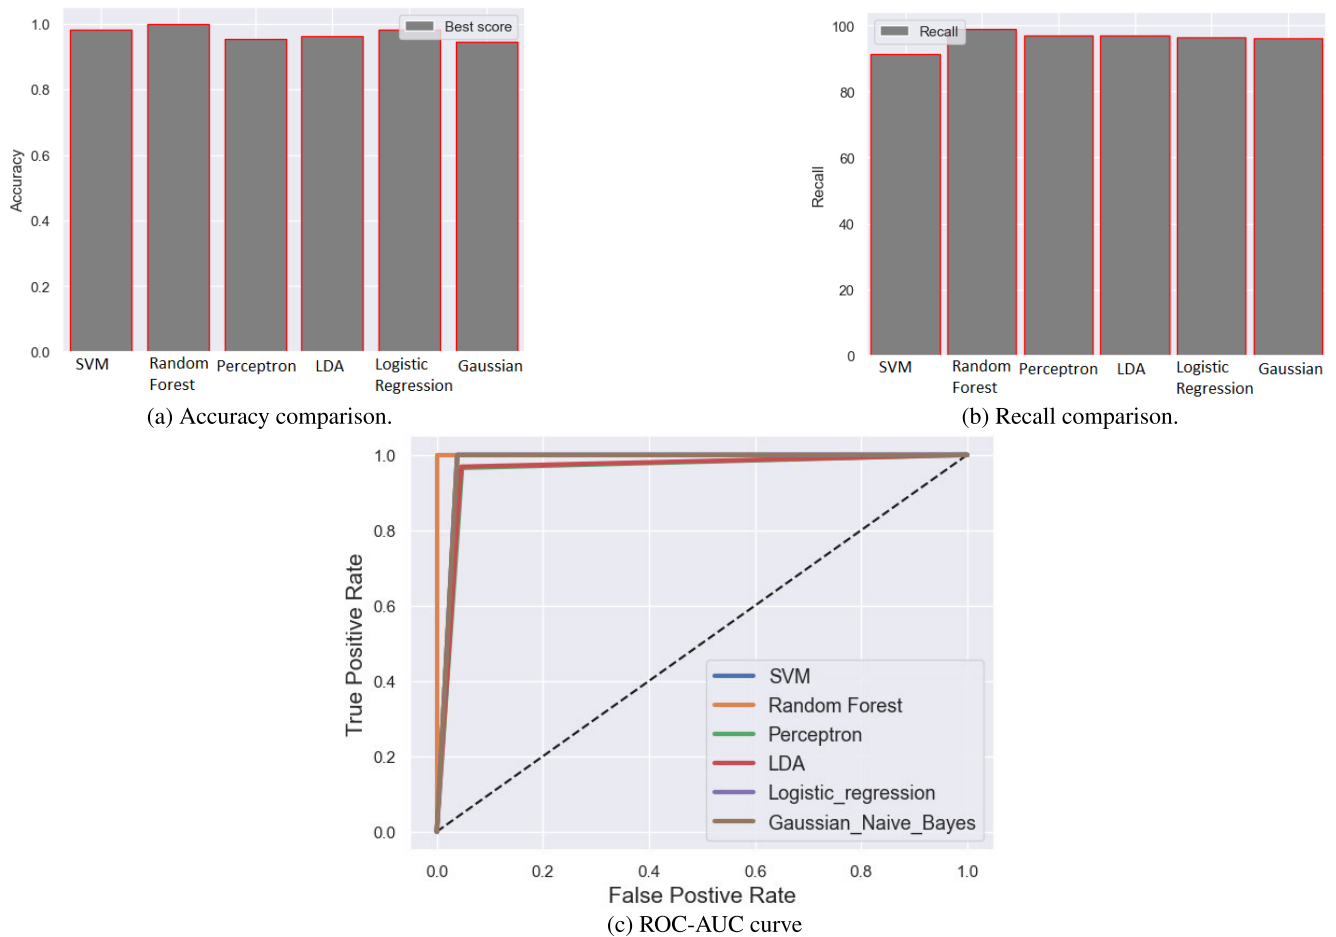 1.0
0.8
0.6
0.4
0.2
0.0
Accuracy
Best score
SVM
Random
Forest
Perceptron
LDA
Logistic
Regression
Gaussian
(a) Accuracy comparison.
100
80
60
40
20
0
Recall
Recall
SVM
Random
Forest
Perceptron
LDA
Logistic
Regression
Gaussian
(b) Recall comparison.
1.0
0.8
0.6
0.4
0.2
0.0
True Positive Rate
SVM
Random Forest
Perceptron
LDA
Logistic_regression
Gaussian_Naive_Bayes
0.0 0.2 0.4 0.6 0.8 1.0
False Postive Rate
(c) ROC-AUC curve